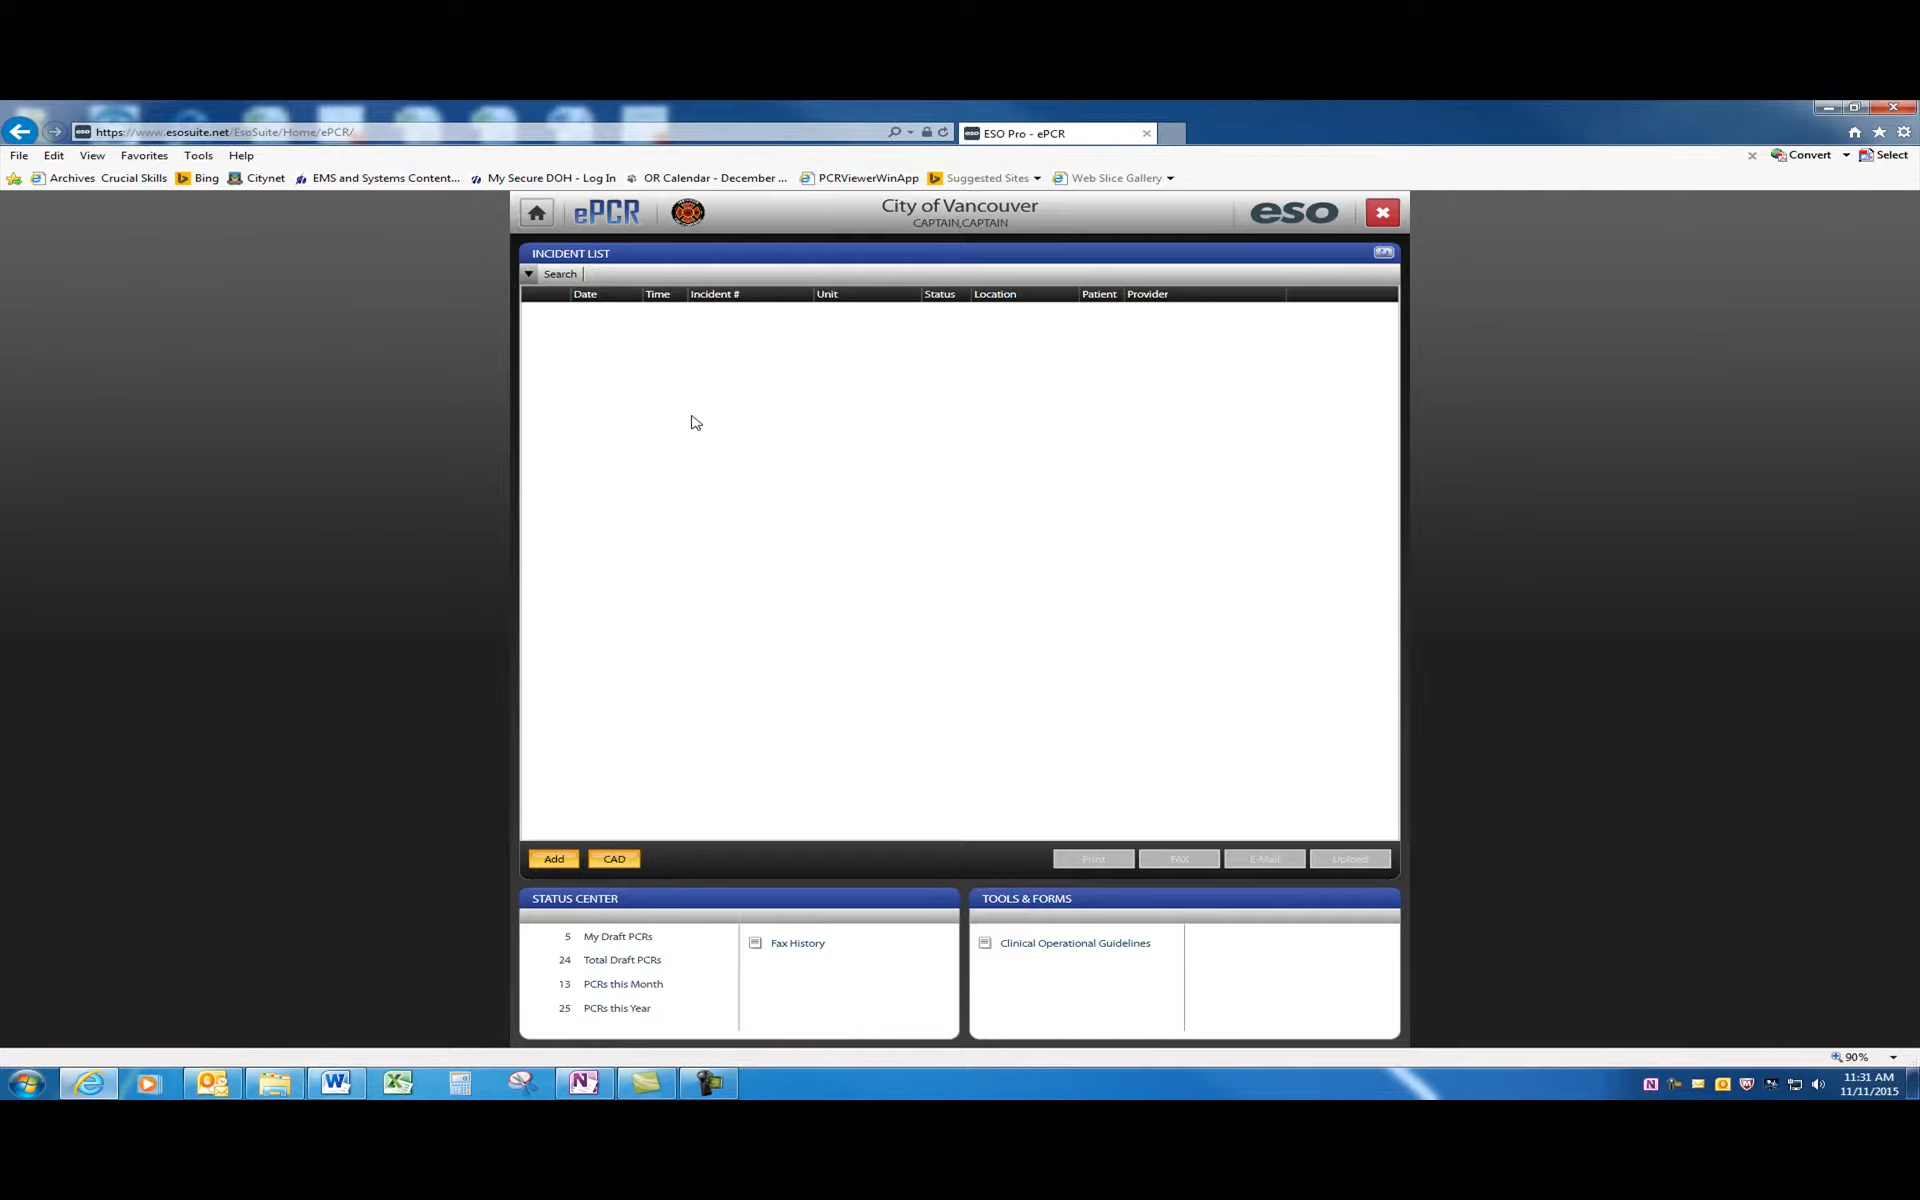 https://www.esosuite.net/EsoSuite/Home/ePCR/
eso ESO Pro - ePCR
File Edit View Favorites Tools Help
Convert Select
Archives Crucial Skills Bing Citynet EMS and Systems Content... My Secure DOH - Log In OR Calendar - December ... PCRViewerWinApp Suggested Sites Web Slice Gallery
ePCR City of Vancouver eso
CAPTAIN,CAPTAIN
INCIDENT LIST
Search
Date Time Incident # Unit Status Location Patient Provider
Add CAD Print FAX E-Mail Upload
STATUS CENTER TOOLS & FORMS
5 My Draft PCRs
Fax History Clinical Operational Guidelines
24 Total Draft PCRs
13 PCRs this Month
25 PCRs this Year
90%
11:31 AM
11/11/2015